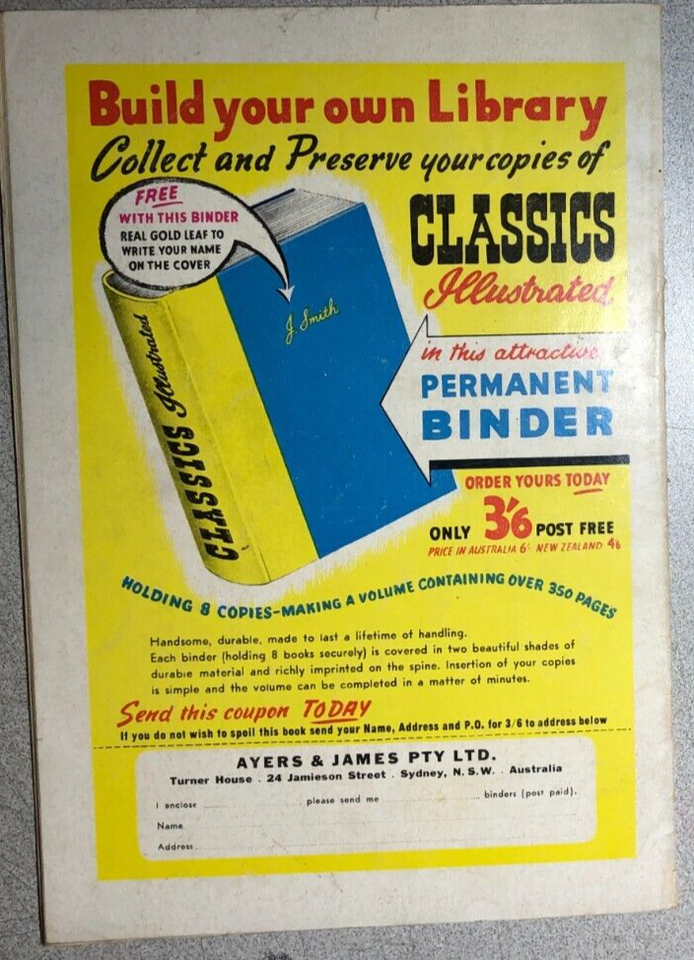 Build your own Library
Collect and Preserve your copies of
CLASSICS
Illustrated
FREE
WITH THIS BINDER
REAL GOLD LEAF TO
WRITE YOUR NAME
ON THE COVER
J. Smith
CLASSICS Illustrated
in this attractive
PERMANENT
BINDER
ORDER YOURS TODAY
ONLY 3'6 POST FREE
PRICE IN AUSTRALIA 6'- NEW ZEALAND 4'6
HOLDING 8 COPIES-MAKING A VOLUME CONTAINING OVER 350 PAGES
Handsome, durable, made to last a lifetime of handling.
Each binder (holding 8 books securely) is covered in two beautiful shades of
durable material and richly imprinted on the spine. Insertion of your copies
is simple and the volume can be completed in a matter of minutes.
Send this coupon TODAY
If you do not wish to spoil this book send your Name, Address and P.O. for 3/6 to address below
AYERS & JAMES PTY LTD.
Turner House . 24 Jamieson Street . Sydney, N.S.W. . Australia
I enclose ............ please send me ............ binders (post paid).
Name
Address